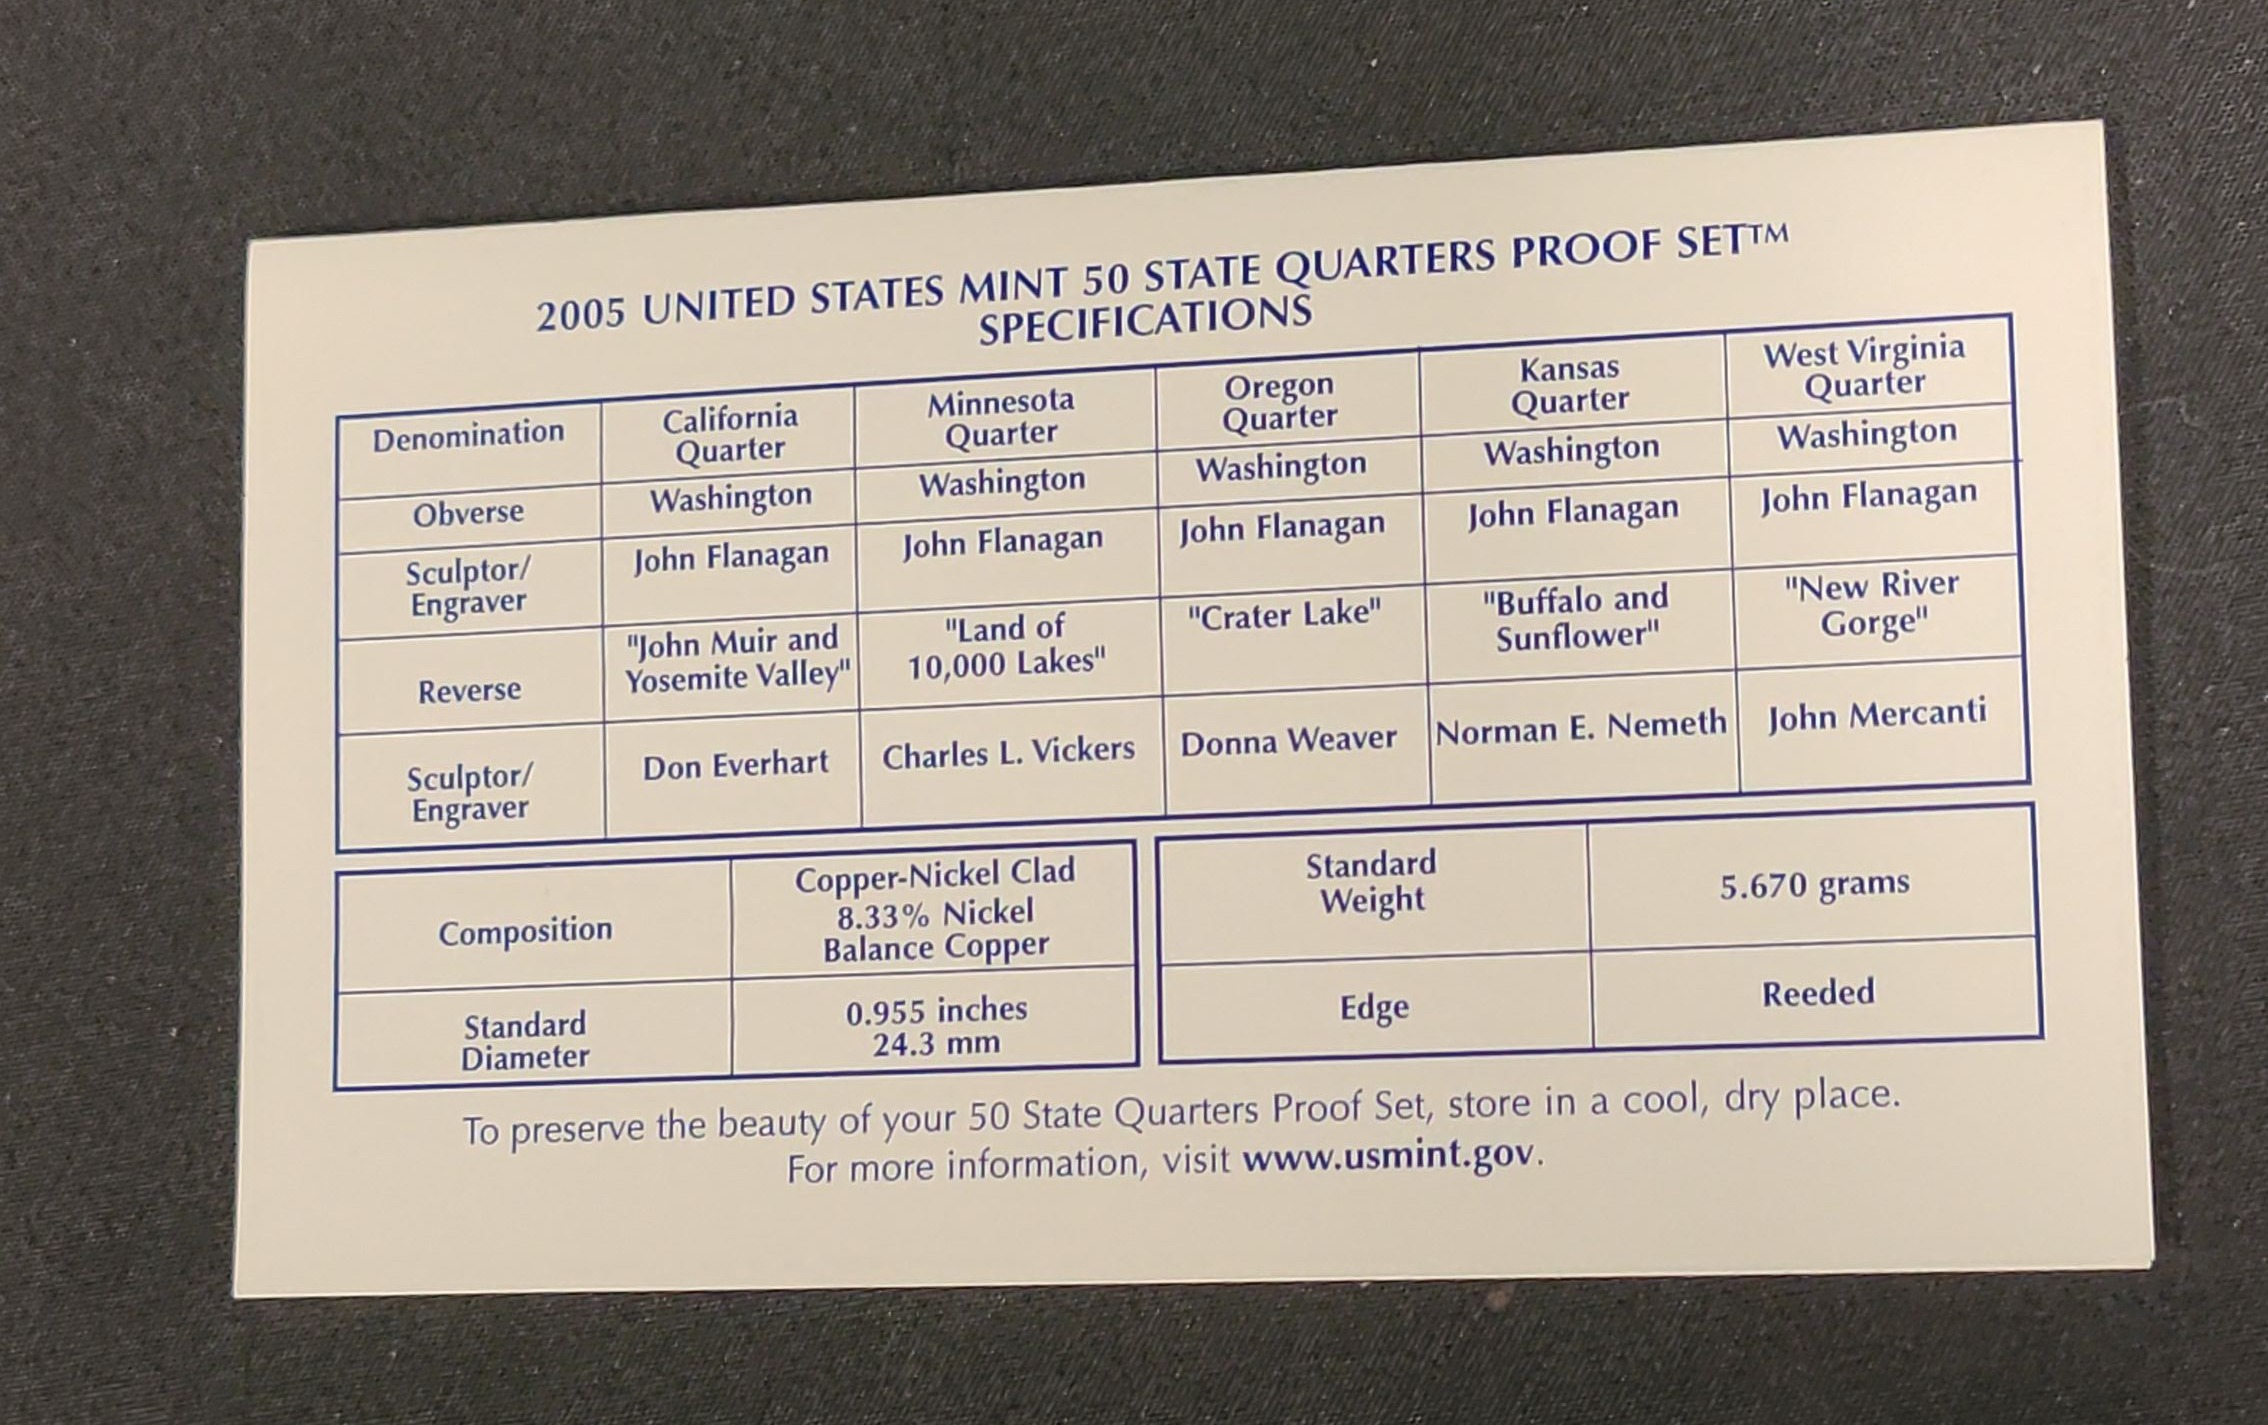 2005 UNITED STATES MINT 50 STATE QUARTERS PROOF SET™
SPECIFICATIONS
Denomination
California
Quarter
Minnesota
Quarter
Oregon
Quarter
Kansas
Quarter
West Virginia
Quarter
Obverse
Washington
Washington
Washington
Washington
Washington
Sculptor/
Engraver
John Flanagan
John Flanagan
John Flanagan
John Flanagan
John Flanagan
Reverse
"John Muir and
Yosemite Valley"
"Land of
10,000 Lakes"
"Crater Lake"
"Buffalo and
Sunflower"
"New River
Gorge"
Sculptor/
Engraver
Don Everhart
Charles L. Vickers
Donna Weaver
Norman E. Nemeth
John Mercanti
Composition
Copper-Nickel Clad
8.33% Nickel
Balance Copper
Standard
Diameter
0.955 inches
24.3 mm
Standard
Weight
5.670 grams
Edge
Reeded
To preserve the beauty of your 50 State Quarters Proof Set, store in a cool, dry place.
For more information, visit www.usmint.gov.